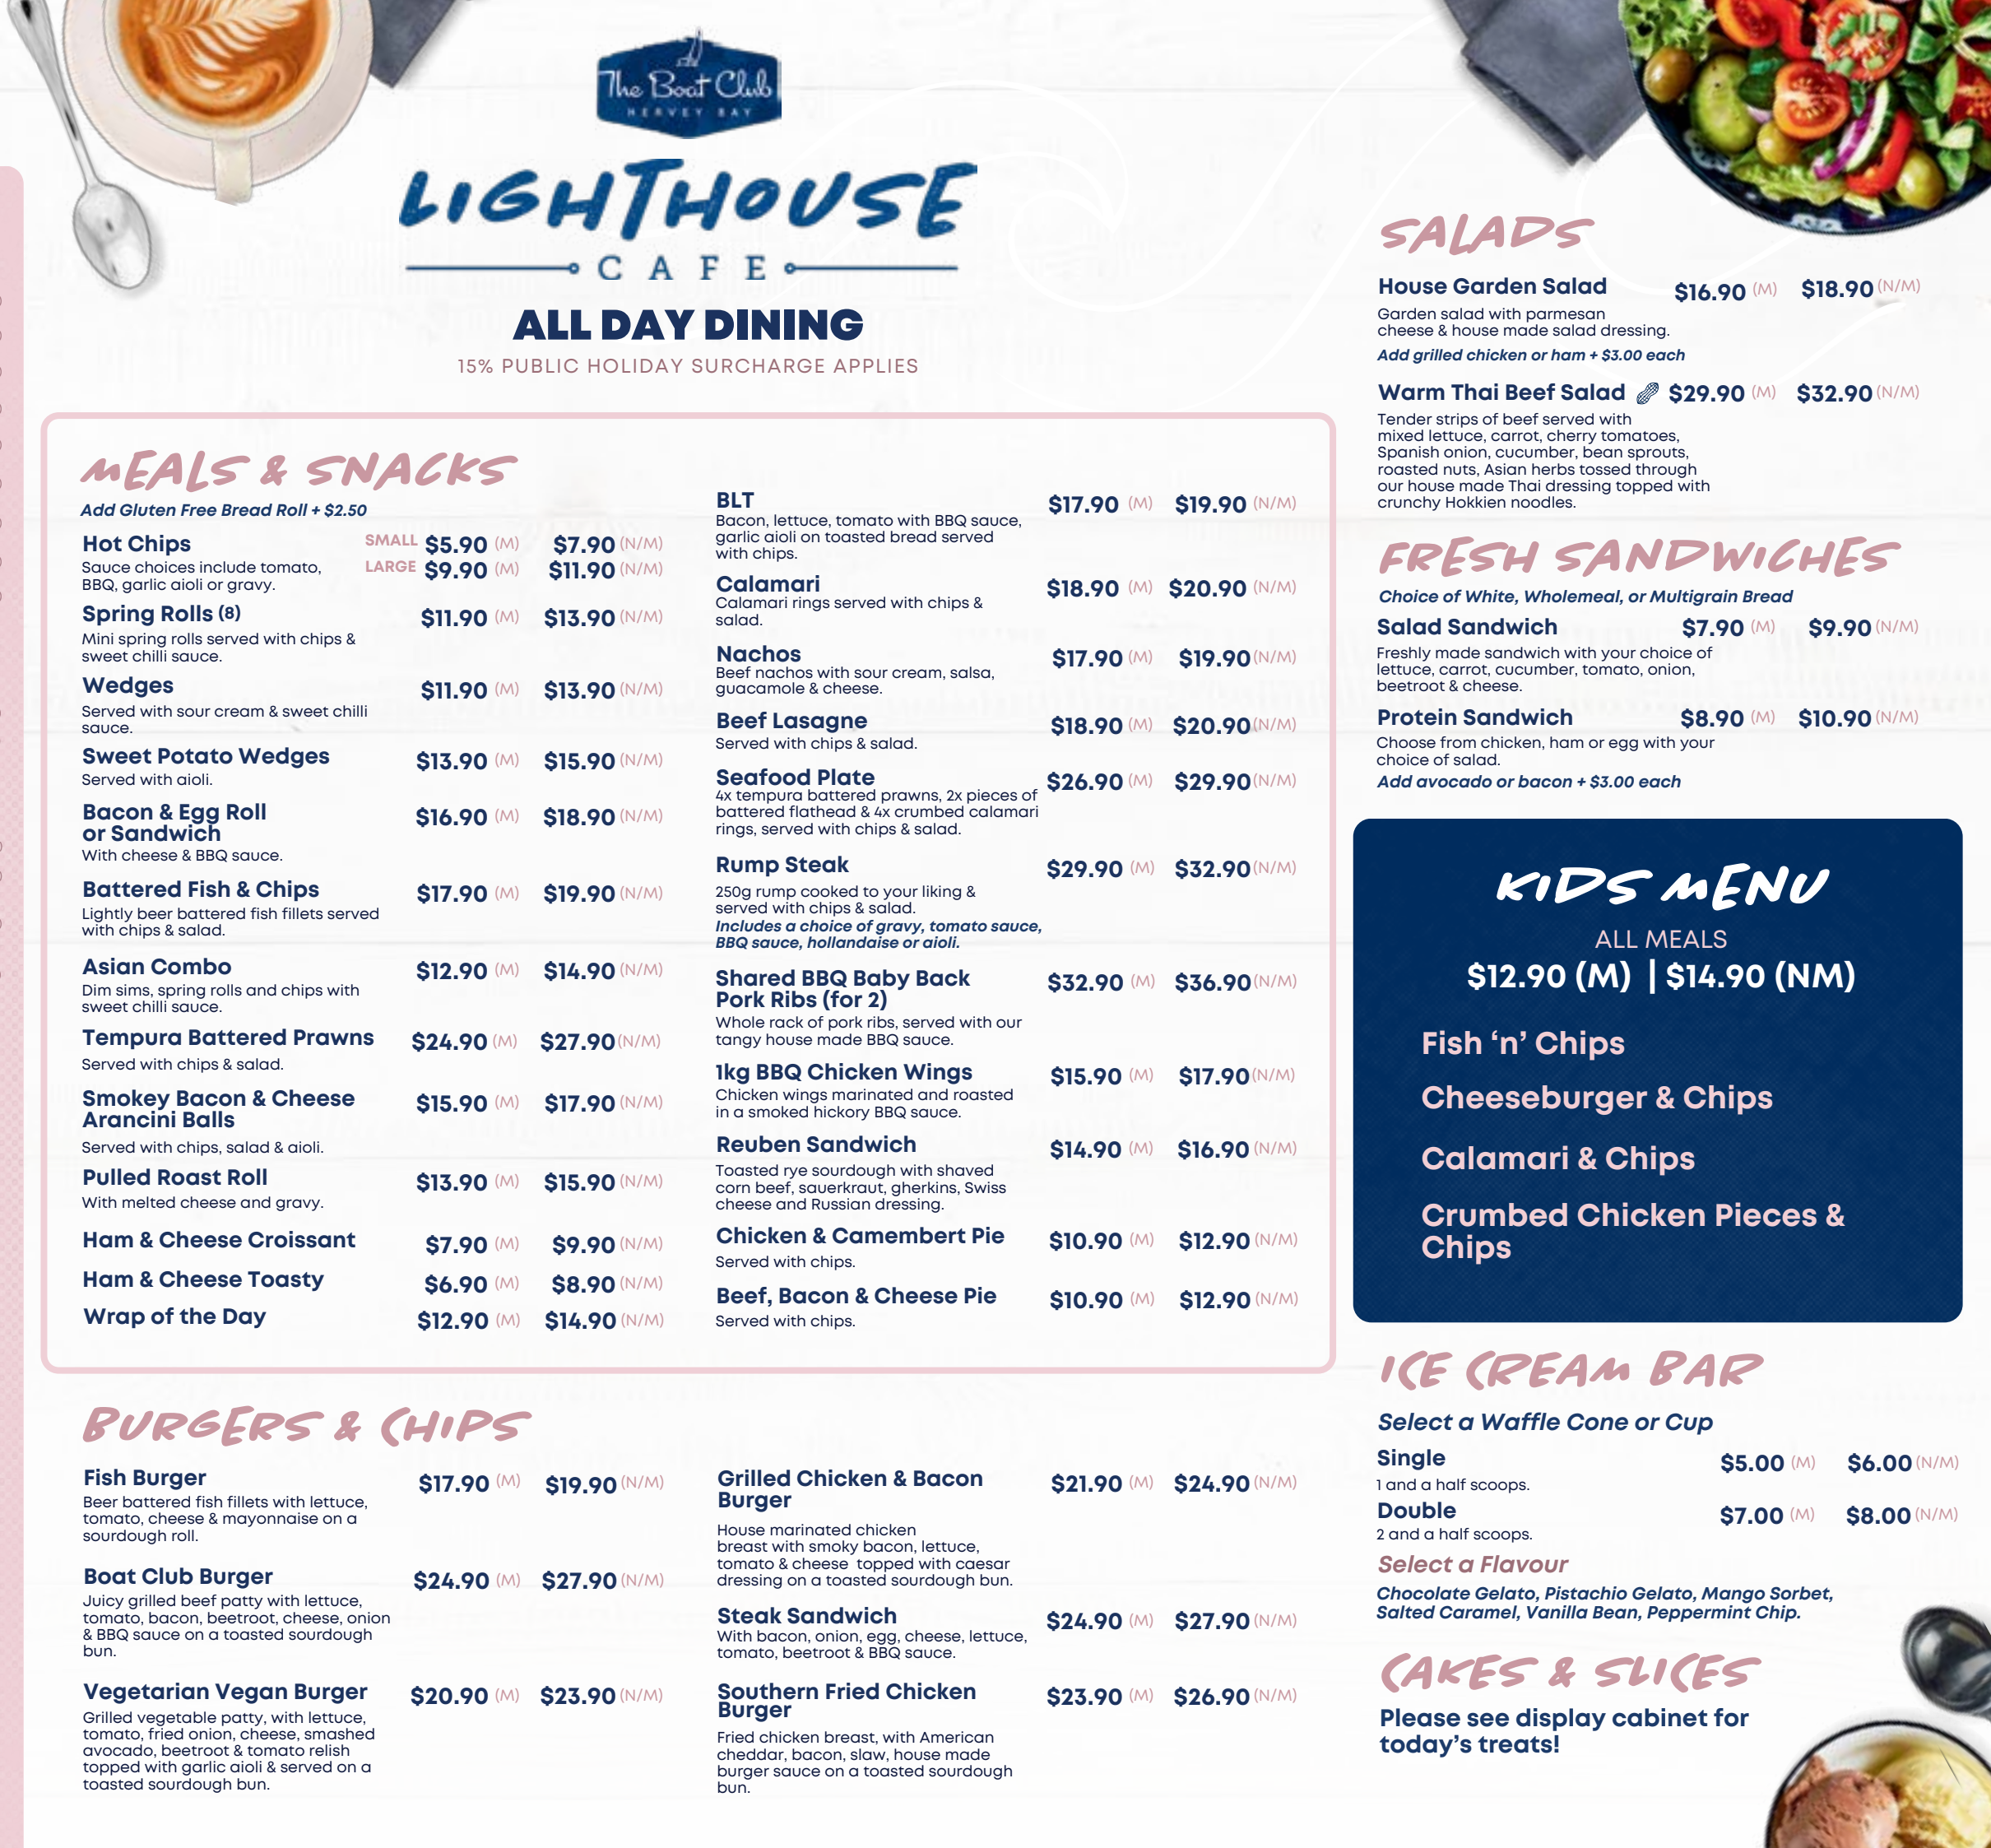 The Boat Club
HERVEY BAY
LIGHTHOUSE
CAFE
ALL DAY DINING
15% PUBLIC HOLIDAY SURCHARGE APPLIES
MEALS & SNACKS
Add Gluten Free Bread Roll + $2.50
Hot Chips SMALL $5.90 (M) $7.90 (N/M)
Sauce choices include tomato, LARGE $9.90 (M) $11.90 (N/M)
BBQ, garlic aioli or gravy.
Spring Rolls (8) $11.90 (M) $13.90 (N/M)
Mini spring rolls served with chips &
sweet chilli sauce.
Wedges $11.90 (M) $13.90 (N/M)
Served with sour cream & sweet chilli
sauce.
Sweet Potato Wedges $13.90 (M) $15.90 (N/M)
Served with aioli.
Bacon & Egg Roll $16.90 (M) $18.90 (N/M)
or Sandwich
With cheese & BBQ sauce.
Battered Fish & Chips $17.90 (M) $19.90 (N/M)
Lightly beer battered fish fillets served
with chips & salad.
Asian Combo $12.90 (M) $14.90 (N/M)
Dim sims, spring rolls and chips with
sweet chilli sauce.
Tempura Battered Prawns $24.90 (M) $27.90 (N/M)
Served with chips & salad.
Smokey Bacon & Cheese $15.90 (M) $17.90 (N/M)
Arancini Balls
Served with chips, salad & aioli.
Pulled Roast Roll $13.90 (M) $15.90 (N/M)
With melted cheese and gravy.
Ham & Cheese Croissant $7.90 (M) $9.90 (N/M)
Ham & Cheese Toasty $6.90 (M) $8.90 (N/M)
Wrap of the Day $12.90 (M) $14.90 (N/M)
BLT $17.90 (M) $19.90 (N/M)
Bacon, lettuce, tomato with BBQ sauce,
garlic aioli on toasted bread served
with chips.
Calamari $18.90 (M) $20.90 (N/M)
Calamari rings served with chips &
salad.
Nachos $17.90 (M) $19.90 (N/M)
Beef nachos with sour cream, salsa,
guacamole & cheese.
Beef Lasagne $18.90 (M) $20.90 (N/M)
Served with chips & salad.
Seafood Plate $26.90 (M) $29.90 (N/M)
4x tempura battered prawns, 2x pieces of
battered flathead & 4x crumbed calamari
rings, served with chips & salad.
Rump Steak $29.90 (M) $32.90 (N/M)
250g rump cooked to your liking &
served with chips & salad.
Includes a choice of gravy, tomato sauce,
BBQ sauce, hollandaise or aioli.
Shared BBQ Baby Back $32.90 (M) $36.90 (N/M)
Pork Ribs (for 2)
Whole rack of pork ribs, served with our
tangy house made BBQ sauce.
1kg BBQ Chicken Wings $15.90 (M) $17.90 (N/M)
Chicken wings marinated and roasted
in a smoked hickory BBQ sauce.
Reuben Sandwich $14.90 (M) $16.90 (N/M)
Toasted rye sourdough with shaved
corn beef, sauerkraut, gherkins, Swiss
cheese and Russian dressing.
Chicken & Camembert Pie $10.90 (M) $12.90 (N/M)
Served with chips.
Beef, Bacon & Cheese Pie $10.90 (M) $12.90 (N/M)
Served with chips.
BURGERS & CHIPS
Fish Burger $17.90 (M) $19.90 (N/M)
Beer battered fish fillets with lettuce,
tomato, cheese & mayonnaise on a
sourdough roll.
Boat Club Burger $24.90 (M) $27.90 (N/M)
Juicy grilled beef patty with lettuce,
tomato, bacon, beetroot, cheese, onion
& BBQ sauce on a toasted sourdough
bun.
Vegetarian Vegan Burger $20.90 (M) $23.90 (N/M)
Grilled vegetable patty, with lettuce,
tomato, fried onion, cheese, smashed
avocado, beetroot & tomato relish
topped with garlic aioli & served on a
toasted sourdough bun.
Grilled Chicken & Bacon $21.90 (M) $24.90 (N/M)
Burger
House marinated chicken
breast with smoky bacon, lettuce,
tomato & cheese topped with caesar
dressing on a toasted sourdough bun.
Steak Sandwich $24.90 (M) $27.90 (N/M)
With bacon, onion, egg, cheese, lettuce,
tomato, beetroot & BBQ sauce.
Southern Fried Chicken $23.90 (M) $26.90 (N/M)
Burger
Fried chicken breast, with American
cheddar, bacon, slaw, house made
burger sauce on a toasted sourdough
bun.
SALADS
House Garden Salad $16.90 (M) $18.90 (N/M)
Garden salad with parmesan
cheese & house made salad dressing.
Add grilled chicken or ham + $3.00 each
Warm Thai Beef Salad $29.90 (M) $32.90 (N/M)
Tender strips of beef served with
mixed lettuce, carrot, cherry tomatoes,
Spanish onion, cucumber, bean sprouts,
roasted nuts, Asian herbs tossed through
our house made Thai dressing topped with
crunchy Hokkien noodles.
FRESH SANDWICHES
Choice of White, Wholemeal, or Multigrain Bread
Salad Sandwich $7.90 (M) $9.90 (N/M)
Freshly made sandwich with your choice of
lettuce, carrot, cucumber, tomato, onion,
beetroot & cheese.
Protein Sandwich $8.90 (M) $10.90 (N/M)
Choose from chicken, ham or egg with your
choice of salad.
Add avocado or bacon + $3.00 each
KIDS MENU
ALL MEALS
$12.90 (M) | $14.90 (NM)
Fish ‘n’ Chips
Cheeseburger & Chips
Calamari & Chips
Crumbed Chicken Pieces &
Chips
ICE CREAM BAR
Select a Waffle Cone or Cup
Single $5.00 (M) $6.00 (N/M)
1 and a half scoops.
Double $7.00 (M) $8.00 (N/M)
2 and a half scoops.
Select a Flavour
Chocolate Gelato, Pistachio Gelato, Mango Sorbet,
Salted Caramel, Vanilla Bean, Peppermint Chip.
CAKES & SLICES
Please see display cabinet for
today’s treats!